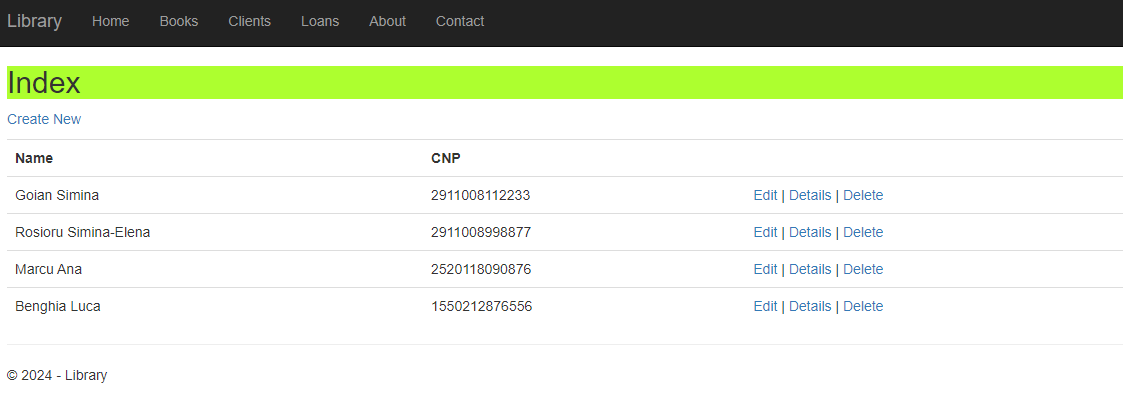 Library Home Books Clients Loans About Contact
Index
Create New
Name CNP
Goian Simina 2911008112233 Edit | Details | Delete
Rosioru Simina-Elena 2911008998877 Edit | Details | Delete
Marcu Ana 2520118090876 Edit | Details | Delete
Benghia Luca 1550212876556 Edit | Details | Delete
© 2024 - Library